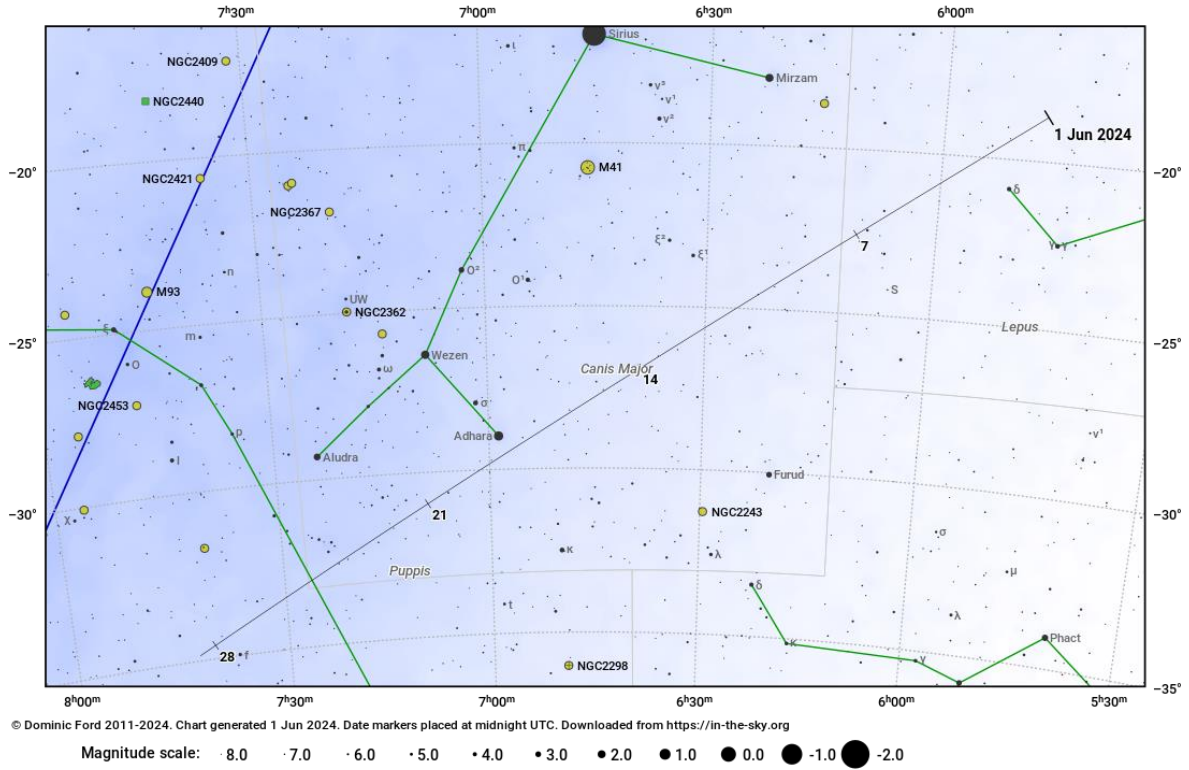 7h30m 7h00m 6h30m 6h00m
Sirius
ι
NGC2409
Mirzam
ν³
NGC2440
ν¹
ν²
1 Jun 2024
π
-20° M41 -20°
NGC2421
δ
NGC2367
ξ²
γ γ
7
ξ¹
n ο² ο¹
S
M93
UW
NGC2362
Lepus
ξ
m
-25° -25°
Wezen
ο
ω Canis Major
14
NGC2453 σ
p Adhara ν¹
l Aludra
Furud
-30° 21 NGC2243 -30°
χ
σ
κ λ
Puppis μ
δ
t
λ
Phact
κ
28 f
γ
NGC2298
-35°
8h00m 7h30m 7h00m 6h30m 6h00m 5h30m
© Dominic Ford 2011-2024. Chart generated 1 Jun 2024. Date markers placed at midnight UTC. Downloaded from https://in-the-sky.org
Magnitude scale: 8.0 7.0 6.0 5.0 4.0 3.0 2.0 1.0 0.0 -1.0 -2.0